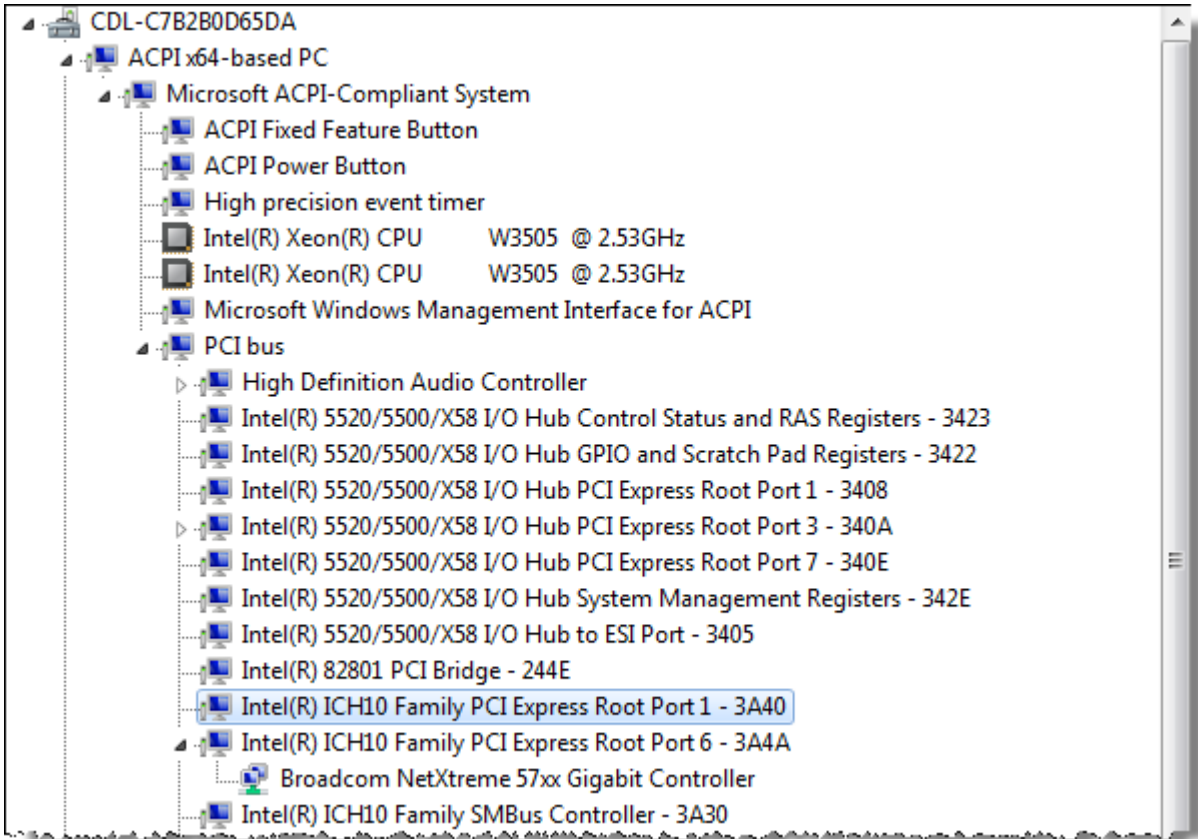 CDL-C7B2B0D65DA
ACPI x64-based PC
Microsoft ACPI-Compliant System
ACPI Fixed Feature Button
ACPI Power Button
High precision event timer
Intel(R) Xeon(R) CPU W3505 @ 2.53GHz
Intel(R) Xeon(R) CPU W3505 @ 2.53GHz
Microsoft Windows Management Interface for ACPI
PCI bus
High Definition Audio Controller
Intel(R) 5520/5500/X58 I/O Hub Control Status and RAS Registers - 3423
Intel(R) 5520/5500/X58 I/O Hub GPIO and Scratch Pad Registers - 3422
Intel(R) 5520/5500/X58 I/O Hub PCI Express Root Port 1 - 3408
Intel(R) 5520/5500/X58 I/O Hub PCI Express Root Port 3 - 340A
Intel(R) 5520/5500/X58 I/O Hub PCI Express Root Port 7 - 340E
Intel(R) 5520/5500/X58 I/O Hub System Management Registers - 342E
Intel(R) 5520/5500/X58 I/O Hub to ESI Port - 3405
Intel(R) 82801 PCI Bridge - 244E
Intel(R) ICH10 Family PCI Express Root Port 1 - 3A40
Intel(R) ICH10 Family PCI Express Root Port 6 - 3A4A
Broadcom NetXtreme 57xx Gigabit Controller
Intel(R) ICH10 Family SMBus Controller - 3A30